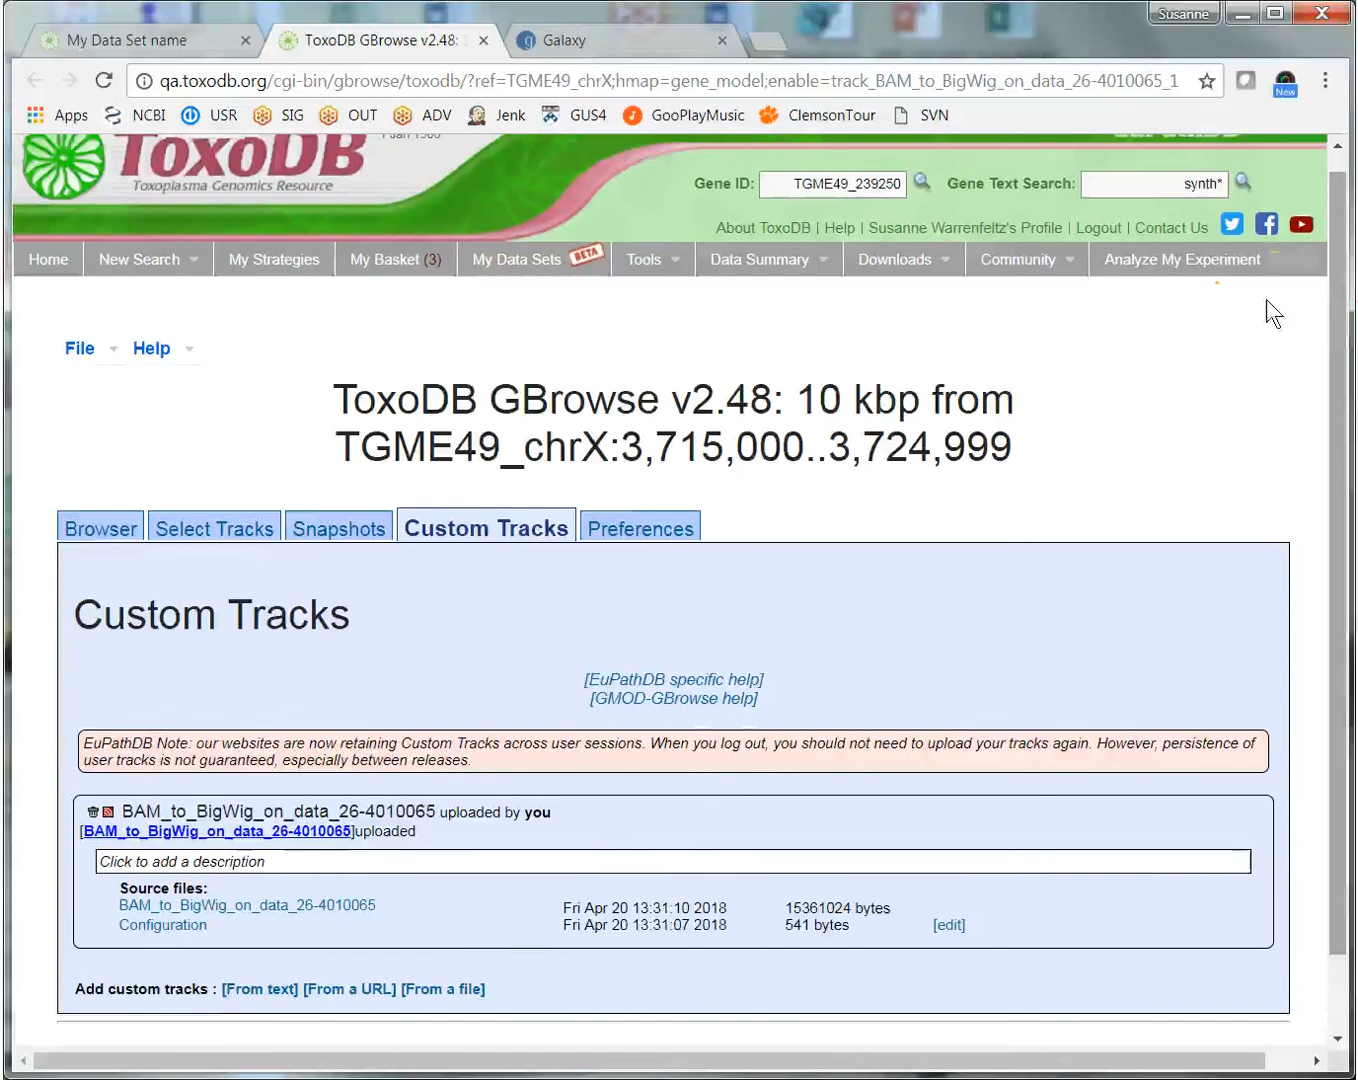 Susanne
My Data Set name
ToxoDB GBrowse v2.48:
Galaxy
qa.toxodb.org/cgi-bin/gbrowse/toxodb/?ref=TGME49_chrX;hmap=gene_model;enable=track_BAM_to_BigWig_on_data_26-4010065_1
New
Apps NCBI USR SIG OUT ADV Jenk GUS4 GooPlayMusic ClemsonTour SVN
ToxoDB
Toxoplasma Genomics Resource
Gene ID: TGME49_239250 Gene Text Search: synth*
About ToxoDB | Help | Susanne Warrenfeltz's Profile | Logout | Contact Us
Home New Search My Strategies My Basket (3) My Data Sets BETA Tools Data Summary Downloads Community Analyze My Experiment
File Help
ToxoDB GBrowse v2.48: 10 kbp from
TGME49_chrX:3,715,000..3,724,999
Browser Select Tracks Snapshots Custom Tracks Preferences
Custom Tracks
[EuPathDB specific help]
[GMOD-GBrowse help]
EuPathDB Note: our websites are now retaining Custom Tracks across user sessions. When you log out, you should not need to upload your tracks again. However, persistence of
user tracks is not guaranteed, especially between releases.
BAM_to_BigWig_on_data_26-4010065 uploaded by you
[BAM_to_BigWig_on_data_26-4010065]uploaded
Click to add a description
Source files:
BAM_to_BigWig_on_data_26-4010065 Fri Apr 20 13:31:10 2018 15361024 bytes
Configuration Fri Apr 20 13:31:07 2018 541 bytes [edit]
Add custom tracks : [From text] [From a URL] [From a file]